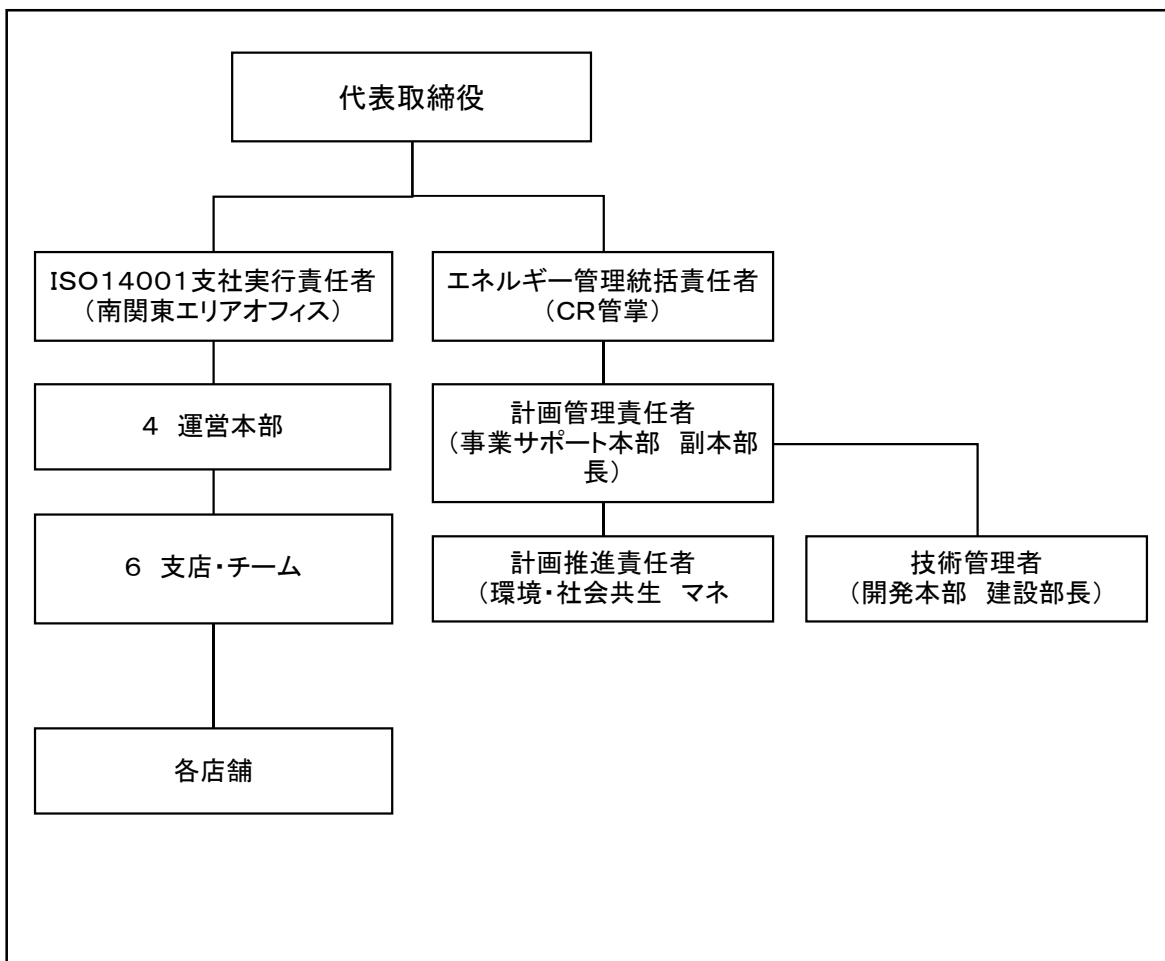 代表取締役
ISO14001支社実行責任者
(南関東エリアオフィス)
エネルギー管理統括責任者
(CR管掌)
4　運営本部
計画管理責任者
(事業サポート本部　副本部
長)
6　支店・チーム
計画推進責任者
(環境・社会共生　マネ
技術管理者
(開発本部　建設部長)
各店舗